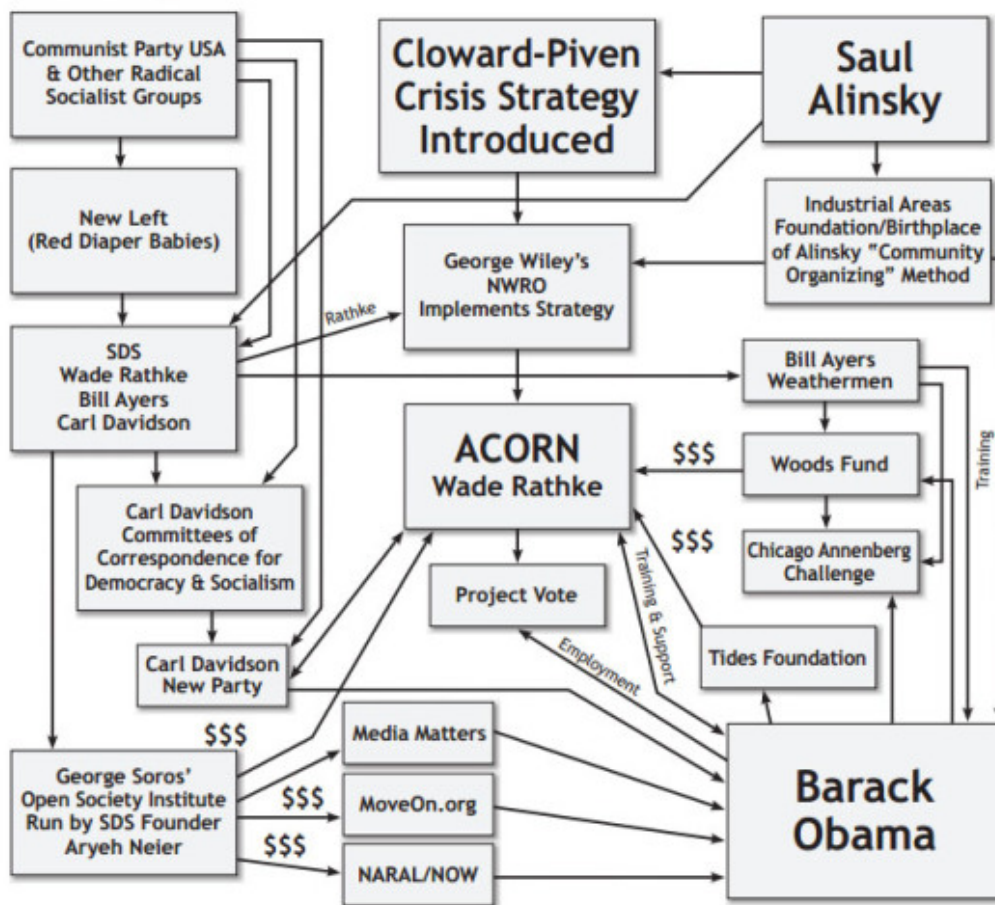 Communist Party USA
& Other Radical
Socialist Groups
Cloward-Piven
Crisis Strategy
Introduced
Saul
Alinsky
New Left
(Red Diaper Babies)
George Wiley's
NWRO
Implements Strategy
Industrial Areas
Foundation/Birthplace
of Alinsky "Community
Organizing" Method
Rathke
SDS
Wade Rathke
Bill Ayers
Carl Davidson
Bill Ayers
Weathermen
ACORN
Wade Rathke
$$$
Woods Fund
Training
Carl Davidson
Committees of
Correspondence for
Democracy & Socialism
$$$
Chicago Annenberg
Challenge
Project Vote
Training & Support
Employment
Tides Foundation
Carl Davidson
New Party
$$$
Media Matters
George Soros'
Open Society Institute
Run by SDS Founder
Aryeh Neier
$$$
MoveOn.org
$$$
NARAL/NOW
Barack
Obama